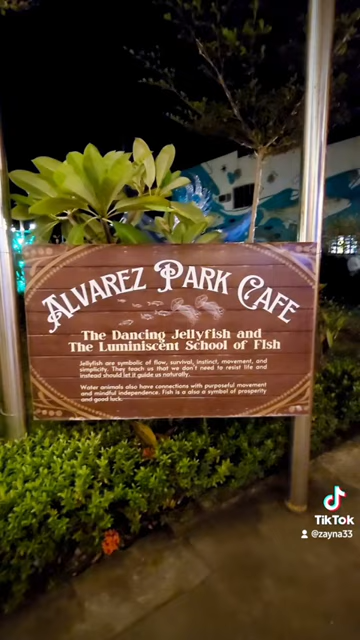 ALVAREZ PARK CAFE
The Dancing Jellyfish and
The Luminiscent School of Fish
Jellyfish are symbolic of flow, survival, instinct, movement, and
simplicity. They teach us that we don't need to resist life and
instead should let it guide us naturally.
Water animals also have connections with purposeful movement
and mindful independence. Fish is a also a symbol of prosperity
and good luck.
TikTok
@zayna33